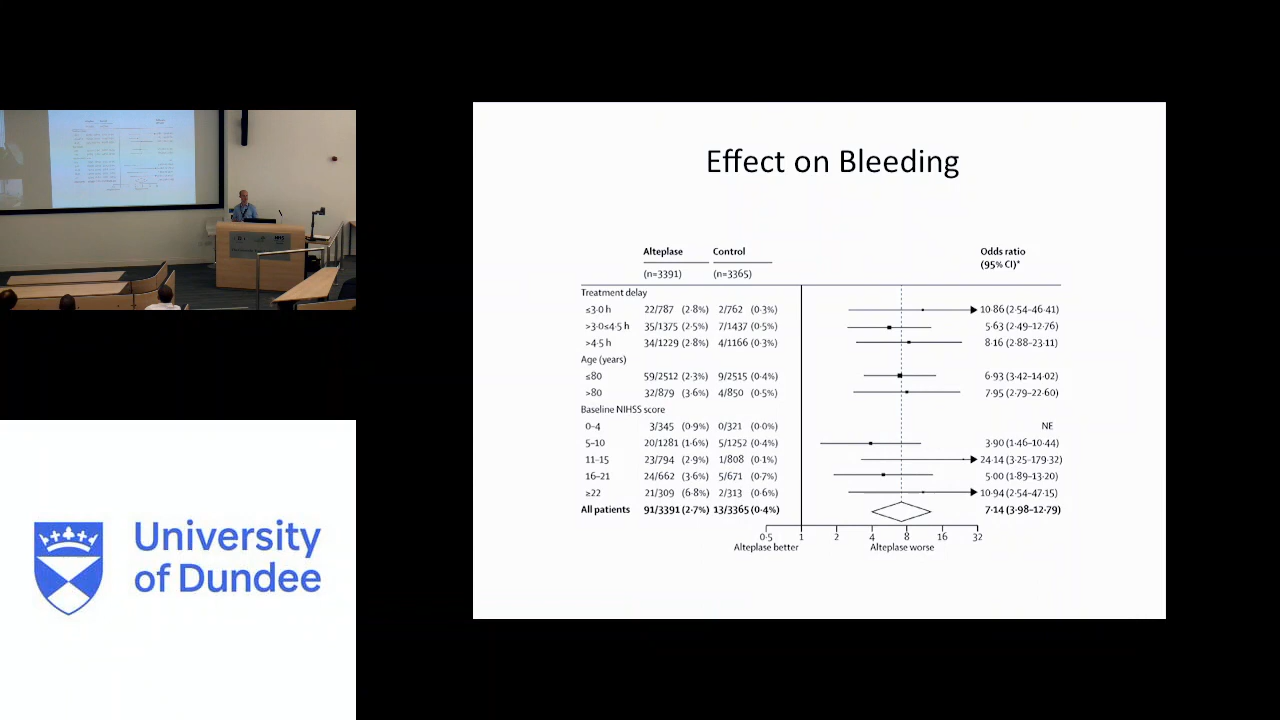 Effect on Bleeding
Alteplase Control Odds ratio
(n=3391) (n=3365) (95% CI)*
Treatment delay
≤3·0 h 22/787 (2·8%) 2/762 (0·3%) 10·86 (2·54–46·41)
>3·0≤4·5 h 35/1375 (2·5%) 7/1437 (0·5%) 5·63 (2·49–12·76)
>4·5 h 34/1229 (2·8%) 4/1166 (0·3%) 8·16 (2·88–23·11)
Age (years)
≤80 59/2512 (2·3%) 9/2515 (0·4%) 6·93 (3·42–14·02)
>80 32/879 (3·6%) 4/850 (0·5%) 7·95 (2·79–22·60)
Baseline NIHSS score
0–4 3/345 (0·9%) 0/321 (0·0%) NE
5–10 20/1281 (1·6%) 5/1252 (0·4%) 3·90 (1·46–10·44)
11–15 23/794 (2·9%) 1/808 (0·1%) 24·14 (3·25–179·32)
16–21 24/662 (3·6%) 5/671 (0·7%) 5·00 (1·89–13·20)
≥22 21/309 (6·8%) 2/313 (0·6%) 10·94 (2·54–47·15)
All patients 91/3391 (2·7%) 13/3365 (0·4%) 7·14 (3·98–12·79)
0·5 1 2 4 8 16 32
Alteplase better Alteplase worse
University
of Dundee